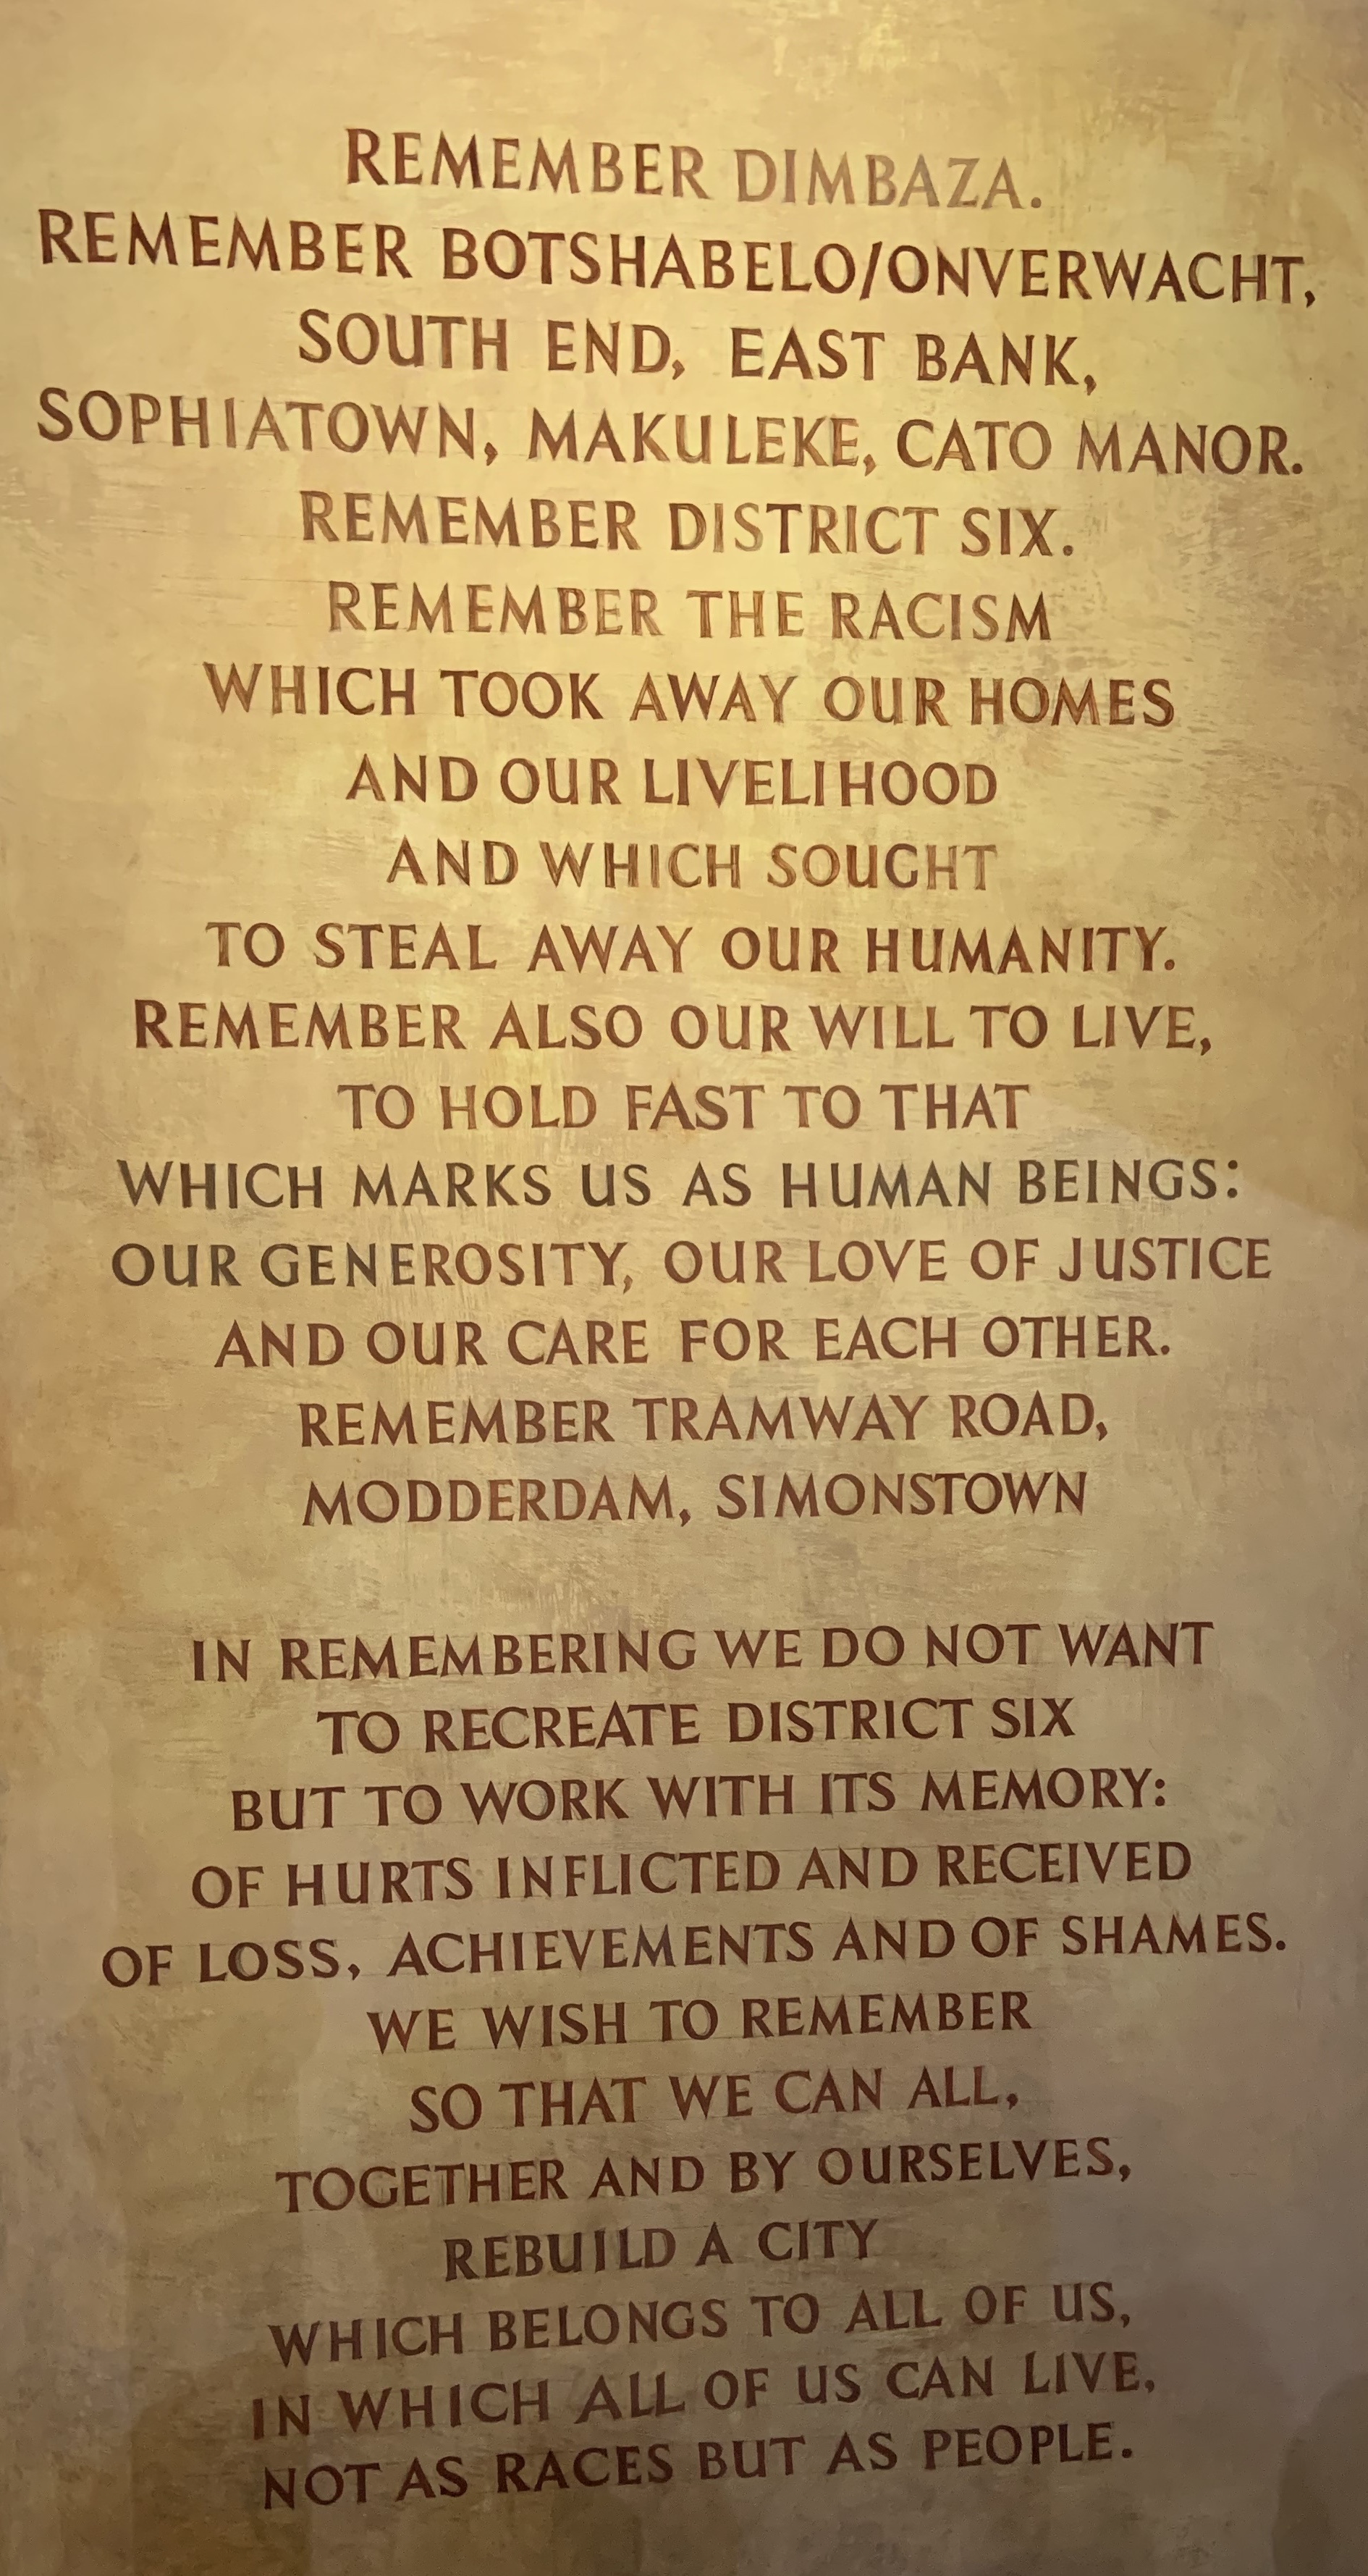 REMEMBER DIMBAZA.
REMEMBER BOTSHABELO/ONVERWACHT,
SOUTH END, EAST BANK,
SOPHIATOWN, MAKULEKE, CATO MANOR.
REMEMBER DISTRICT SIX.
REMEMBER THE RACISM
WHICH TOOK AWAY OUR HOMES
AND OUR LIVELIHOOD
AND WHICH SOUGHT
TO STEAL AWAY OUR HUMANITY.
REMEMBER ALSO OUR WILL TO LIVE,
TO HOLD FAST TO THAT
WHICH MARKS US AS HUMAN BEINGS:
OUR GENEROSITY, OUR LOVE OF JUSTICE
AND OUR CARE FOR EACH OTHER.
REMEMBER TRAMWAY ROAD,
MODDERDAM, SIMONSTOWN
IN REMEMBERING WE DO NOT WANT
TO RECREATE DISTRICT SIX
BUT TO WORK WITH ITS MEMORY:
OF HURTS INFLICTED AND RECEIVED
OF LOSS, ACHIEVEMENTS AND OF SHAMES.
WE WISH TO REMEMBER
SO THAT WE CAN ALL,
TOGETHER AND BY OURSELVES,
REBUILD A CITY
WHICH BELONGS TO ALL OF US,
IN WHICH ALL OF US CAN LIVE,
NOT AS RACES BUT AS PEOPLE.